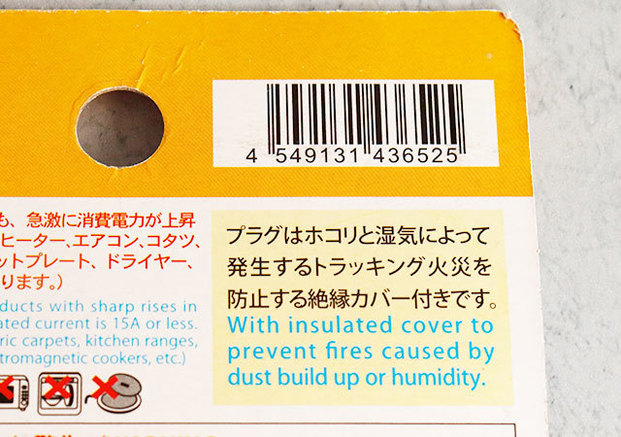 4 549131 436525
も、急激に消費電力が上昇
ヒーター、エアコン、コタツ、
ットプレート、ドライヤー、
ります。)
ducts with sharp rises in
ated current is 15A or less.
ric carpets, kitchen ranges,
tromagnetic cookers, etc.)
プラグはホコリと湿気によって
発生するトラッキング火災を
防止する絶縁カバー付きです。
With insulated cover to
prevent fires caused by
dust build up or humidity.